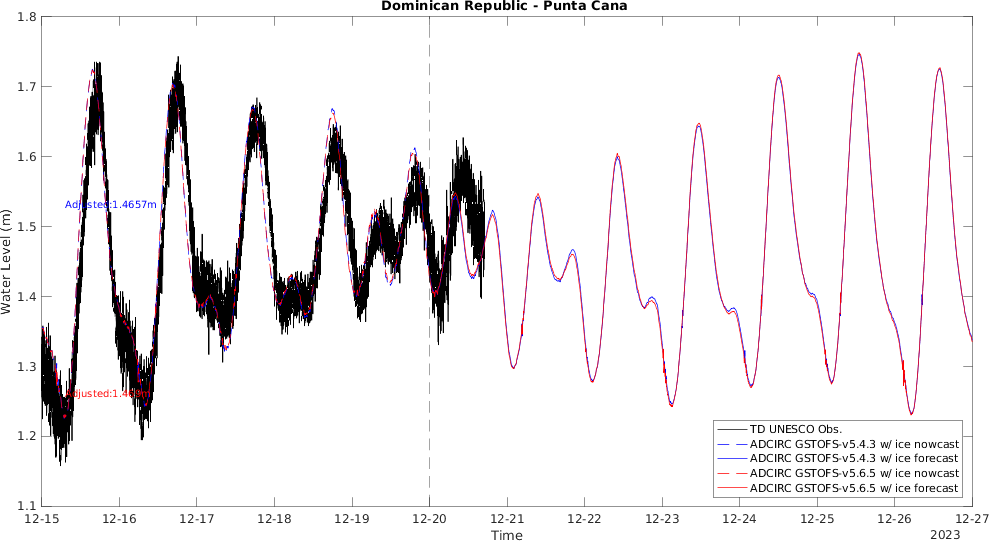 Dominican Republic - Punta Cana
1.8
1.7
1.6
1.5
1.4
1.3
1.2
1.1
Water Level (m)
Adjusted:1.4657m
12-15
12-16
12-17
12-18
12-19
12-20
12-21
12-22
12-23
12-24
12-25
12-26
12-27
Time
2023
TD UNESCO Obs.
ADCIRC GSTOFS-v5.4.3 w/ ice nowcast
ADCIRC GSTOFS-v5.4.3 w/ ice forecast
ADCIRC GSTOFS-v5.6.5 w/ ice nowcast
ADCIRC GSTOFS-v5.6.5 w/ ice forecast